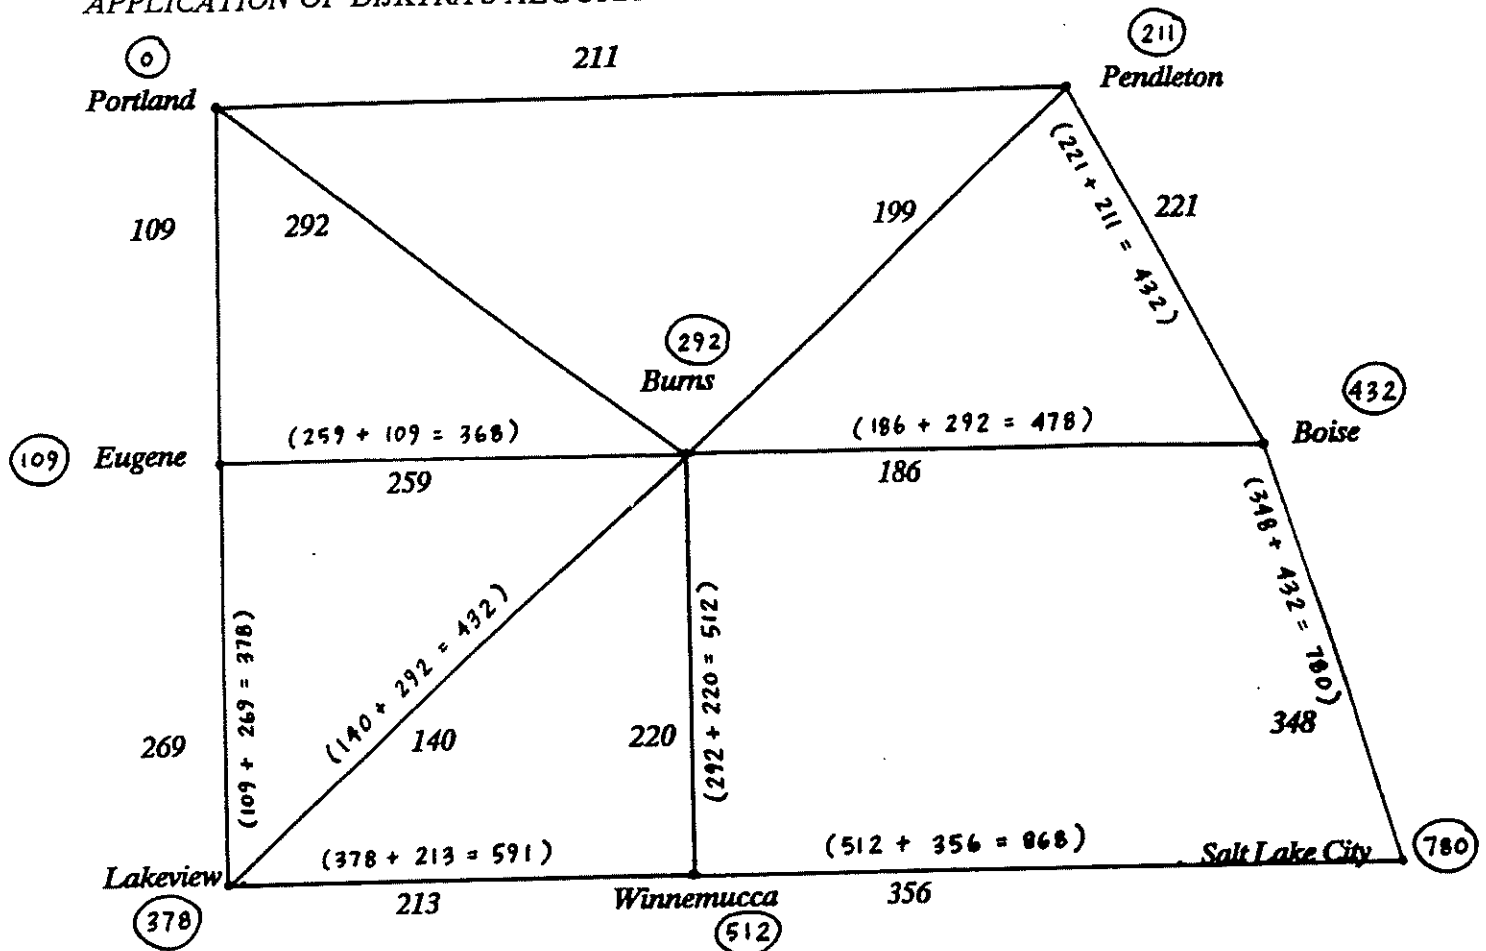 APPLICATION OF
0
211
211
Portland
Pendleton
109
292
199
(221 + 211 = 432)
221
292
Burns
432
(259 + 109 = 368)
(186 + 292 = 478)
Boise
109
Eugene
259
186
(348 + 432 = 780)
(109 + 269 = 378)
(140 + 292 = 432)
(292 + 220 = 512)
269
140
220
348
(378 + 213 = 591)
(512 + 356 = 868)
Salt Lake City
780
Lakeview
213
Winnemucca
356
378
512